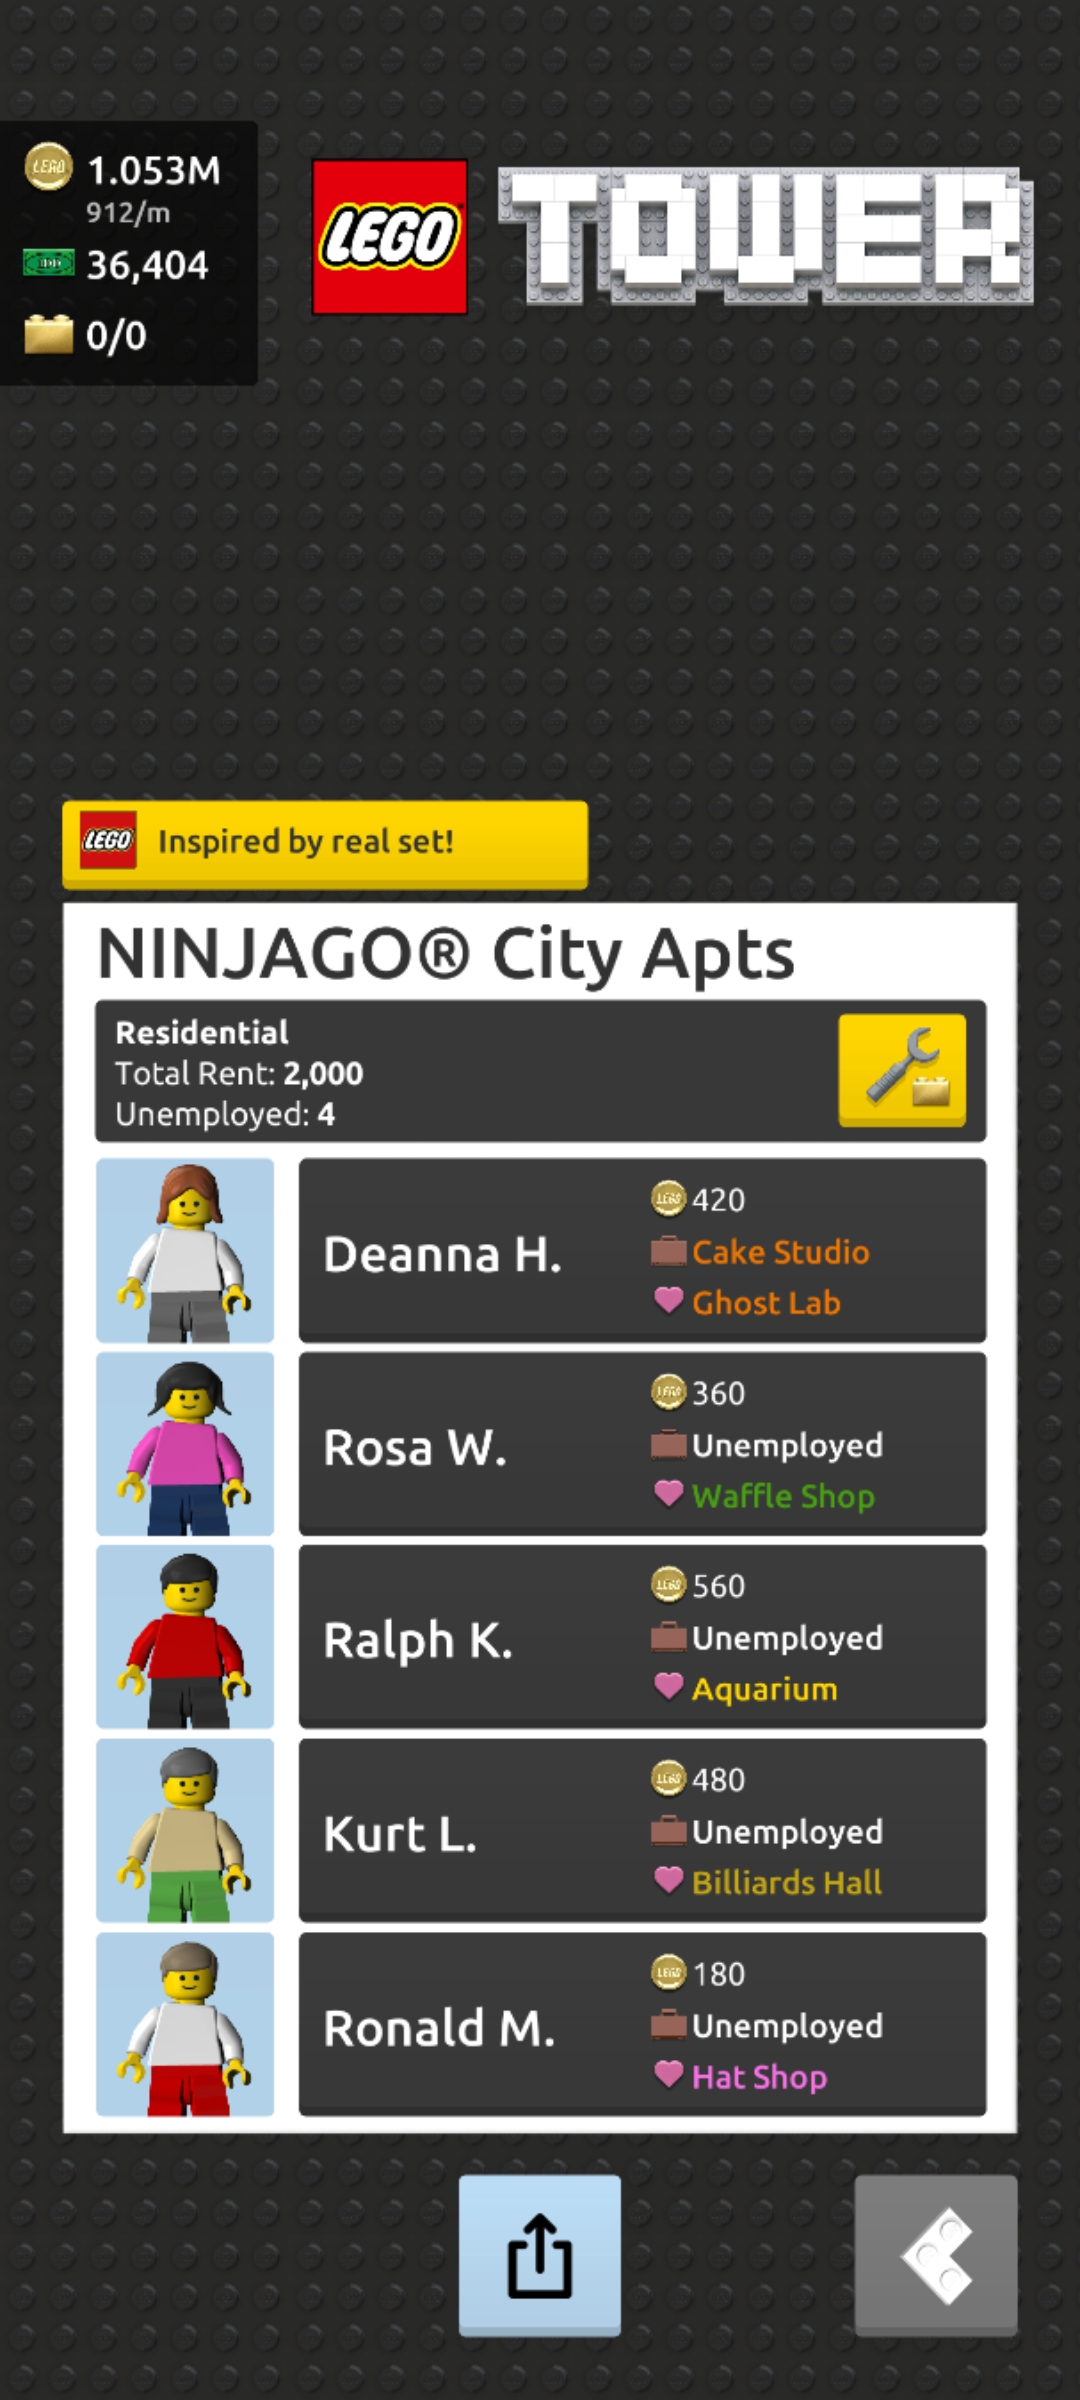 1.053M
912/m
36,404
0/0
LEGO TOWER
LEGO Inspired by real set!
NINJAGO® City Apts
Residential
Total Rent: 2,000
Unemployed: 4
Deanna H.
420
Cake Studio
Ghost Lab
Rosa W.
360
Unemployed
Waffle Shop
Ralph K.
560
Unemployed
Aquarium
Kurt L.
480
Unemployed
Billiards Hall
Ronald M.
180
Unemployed
Hat Shop